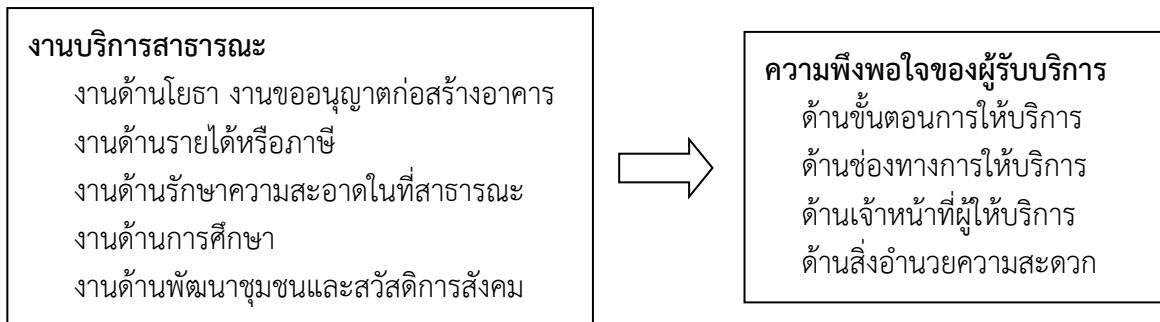 งานบริการสาธารณะ
งานด้านโยธา งานขออนุญาตก่อสร้างอาคาร
งานด้านรายได้หรือภาษี
งานด้านรักษาความสะอาดในที่สาธารณะ
งานด้านการศึกษา
งานด้านพัฒนาชุมชนและสวัสดิการสังคม
ความพึงพอใจของผู้รับบริการ
ด้านขั้นตอนการให้บริการ
ด้านช่องทางการให้บริการ
ด้านเจ้าหน้าที่ผู้ให้บริการ
ด้านสิ่งอำนวยความสะดวก